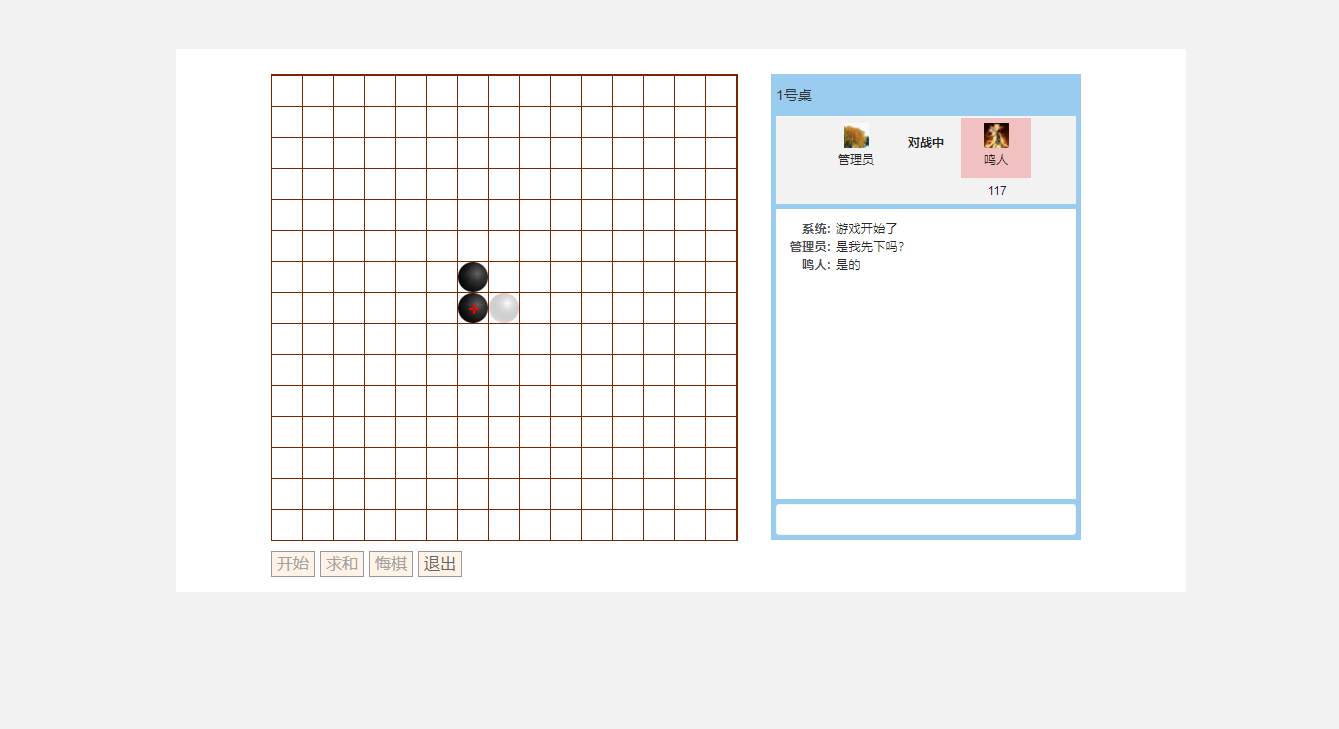 1号桌
管理员 对战中 鸣人
117
系统: 游戏开始了
管理员: 是我先下吗?
鸣人: 是的
开始 求和 悔棋 退出